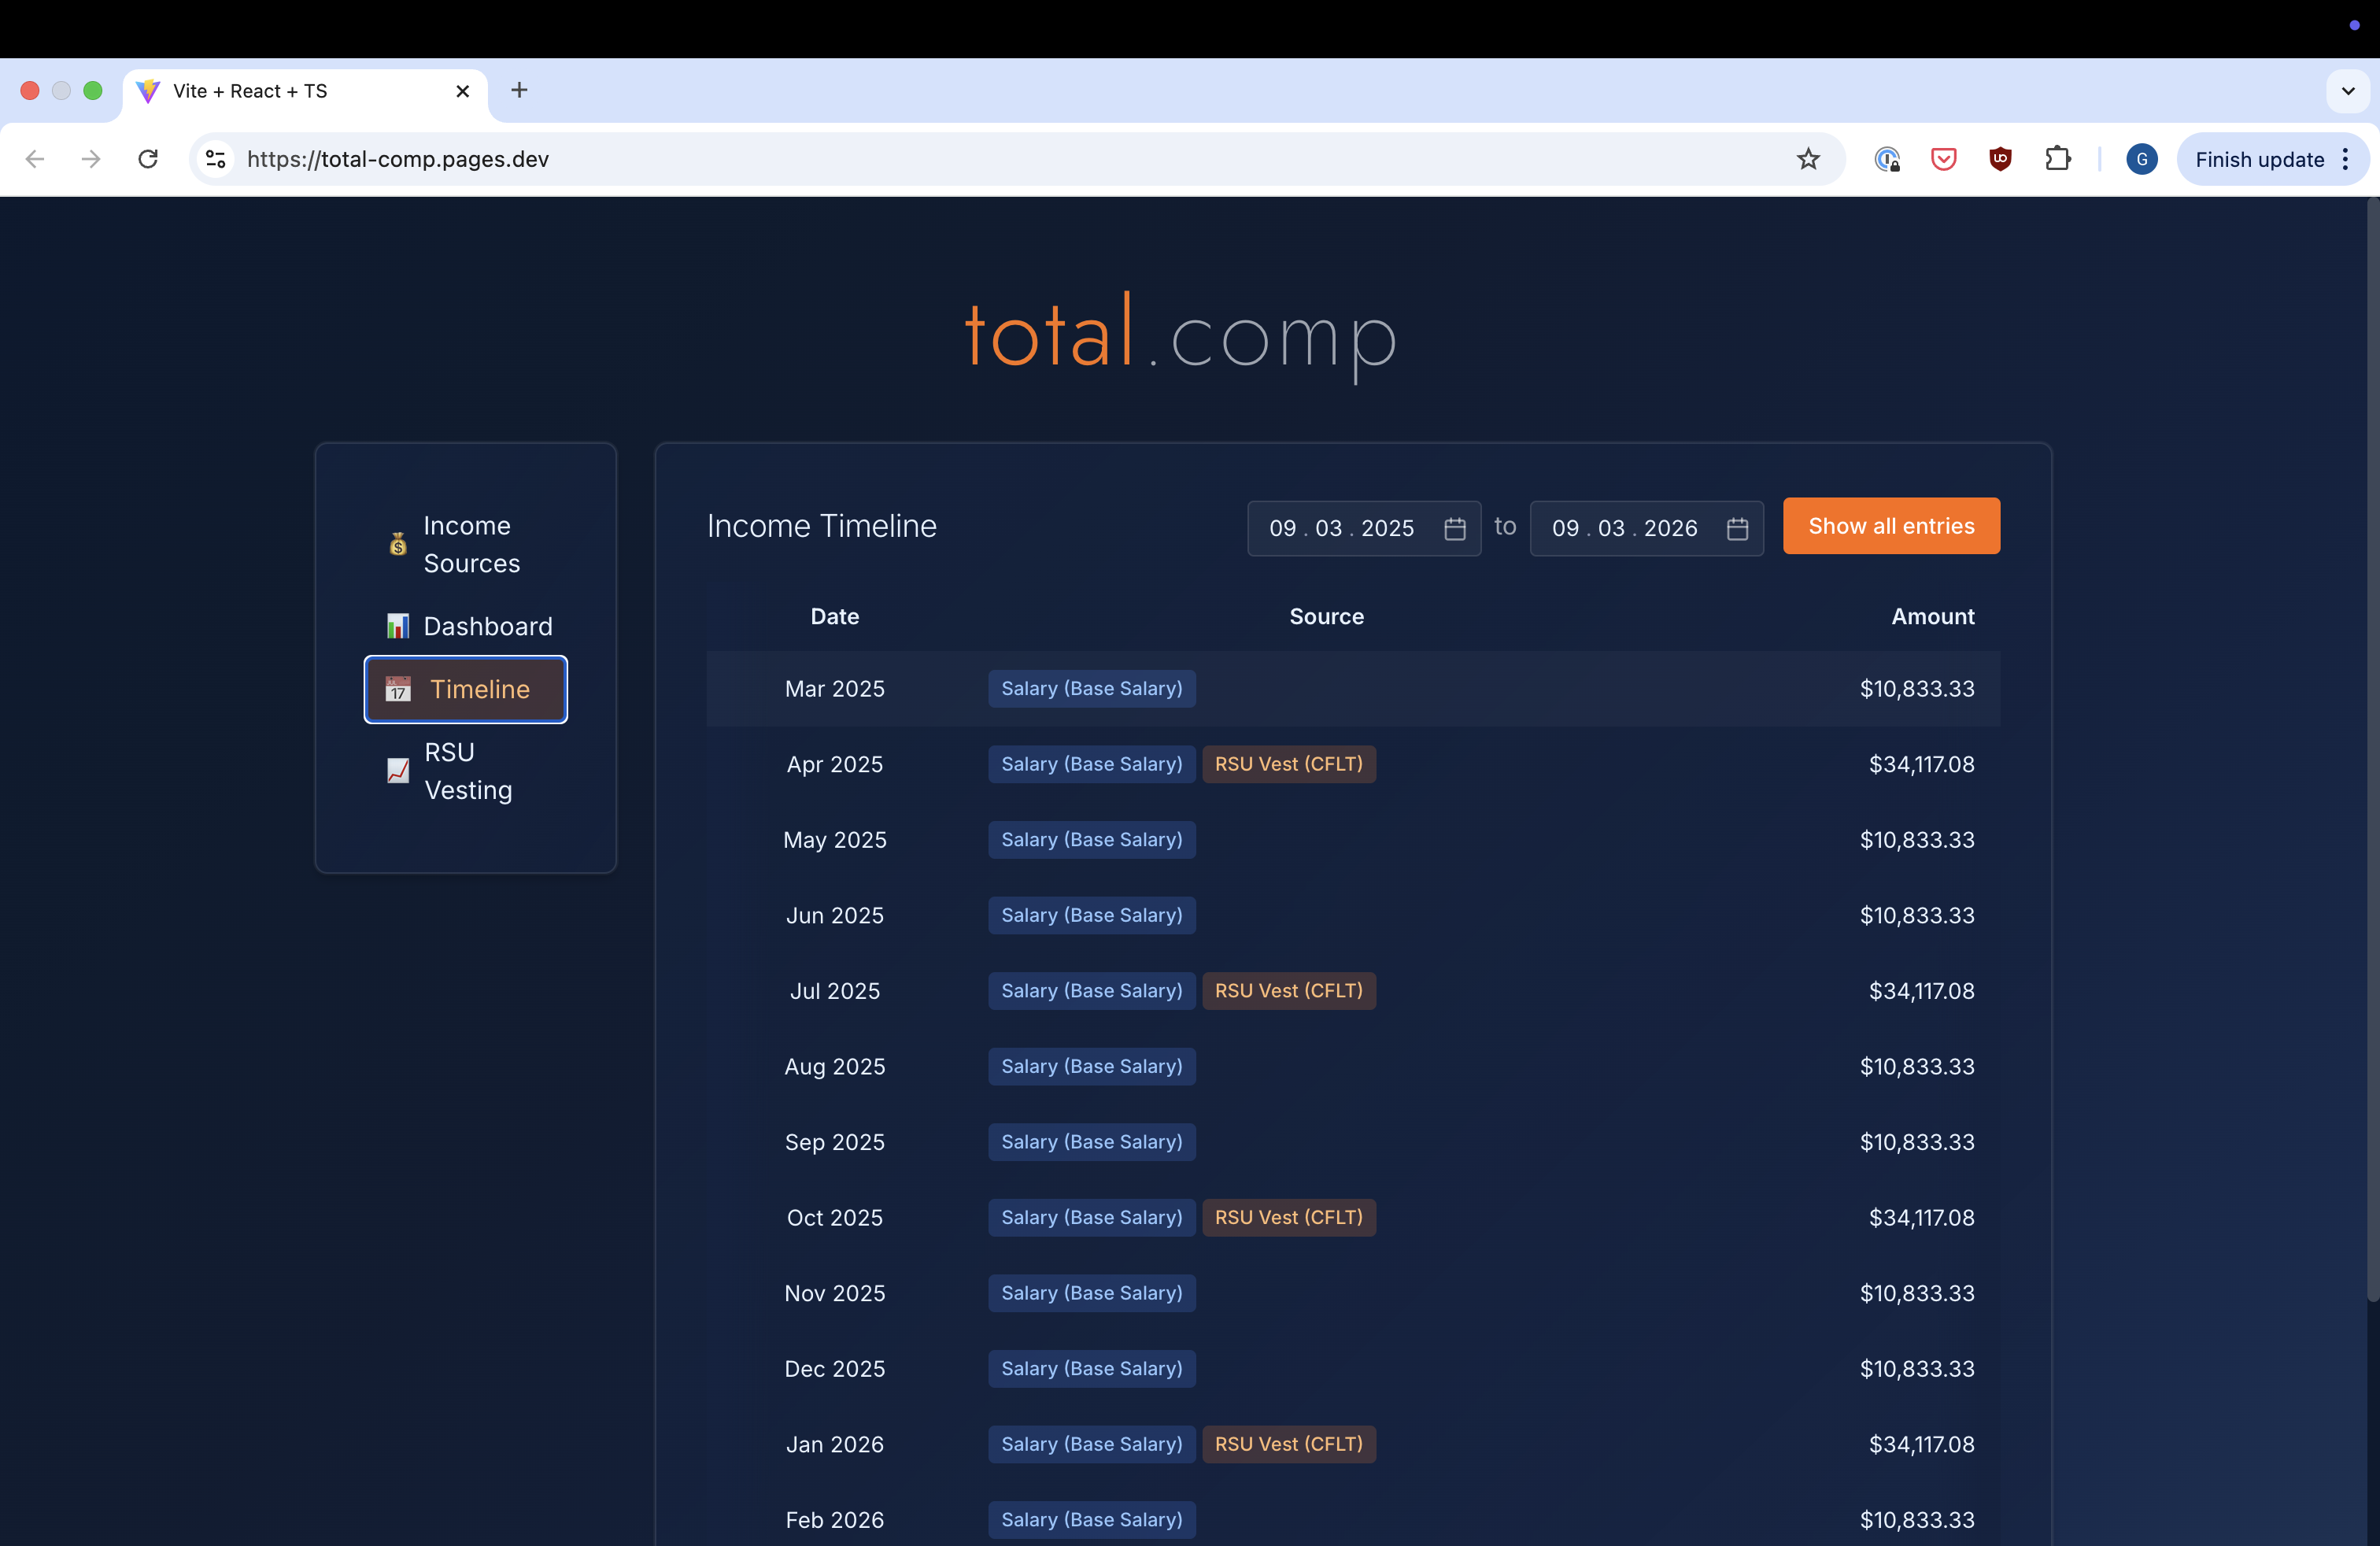 Vite + React + TS
https://total-comp.pages.dev
G
Finish update
total.comp
Income Sources
Dashboard
17
Timeline
RSU Vesting
Income Timeline
09 . 03 . 2025 to 09 . 03 . 2026 Show all entries
Date Source Amount
Mar 2025 Salary (Base Salary) $10,833.33
Apr 2025 Salary (Base Salary) RSU Vest (CFLT) $34,117.08
May 2025 Salary (Base Salary) $10,833.33
Jun 2025 Salary (Base Salary) $10,833.33
Jul 2025 Salary (Base Salary) RSU Vest (CFLT) $34,117.08
Aug 2025 Salary (Base Salary) $10,833.33
Sep 2025 Salary (Base Salary) $10,833.33
Oct 2025 Salary (Base Salary) RSU Vest (CFLT) $34,117.08
Nov 2025 Salary (Base Salary) $10,833.33
Dec 2025 Salary (Base Salary) $10,833.33
Jan 2026 Salary (Base Salary) RSU Vest (CFLT) $34,117.08
Feb 2026 Salary (Base Salary) $10,833.33